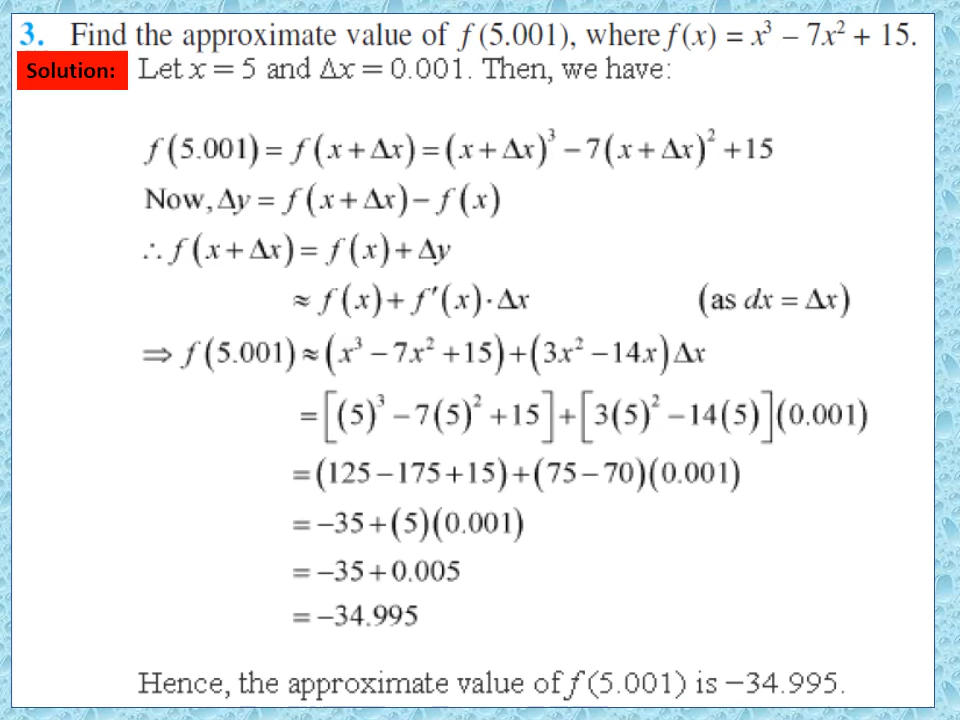 3. Find the approximate value of f (5.001), where f(x) = x³ – 7x² + 15.
Solution: Let x = 5 and Δx = 0.001. Then, we have:
f(5.001) = f(x + Δx) = (x + Δx)³ − 7(x + Δx)² + 15
Now, Δy = f(x + Δx) − f(x)
∴ f(x + Δx) = f(x) + Δy
≈ f(x) + f′(x)·Δx (as dx = Δx)
⇒ f(5.001) ≈ (x³ − 7x² + 15) + (3x² − 14x)Δx
= [(5)³ − 7(5)² + 15] + [3(5)² − 14(5)](0.001)
= (125 − 175 + 15) + (75 − 70)(0.001)
= −35 + (5)(0.001)
= −35 + 0.005
= −34.995
Hence, the approximate value of f (5.001) is −34.995.